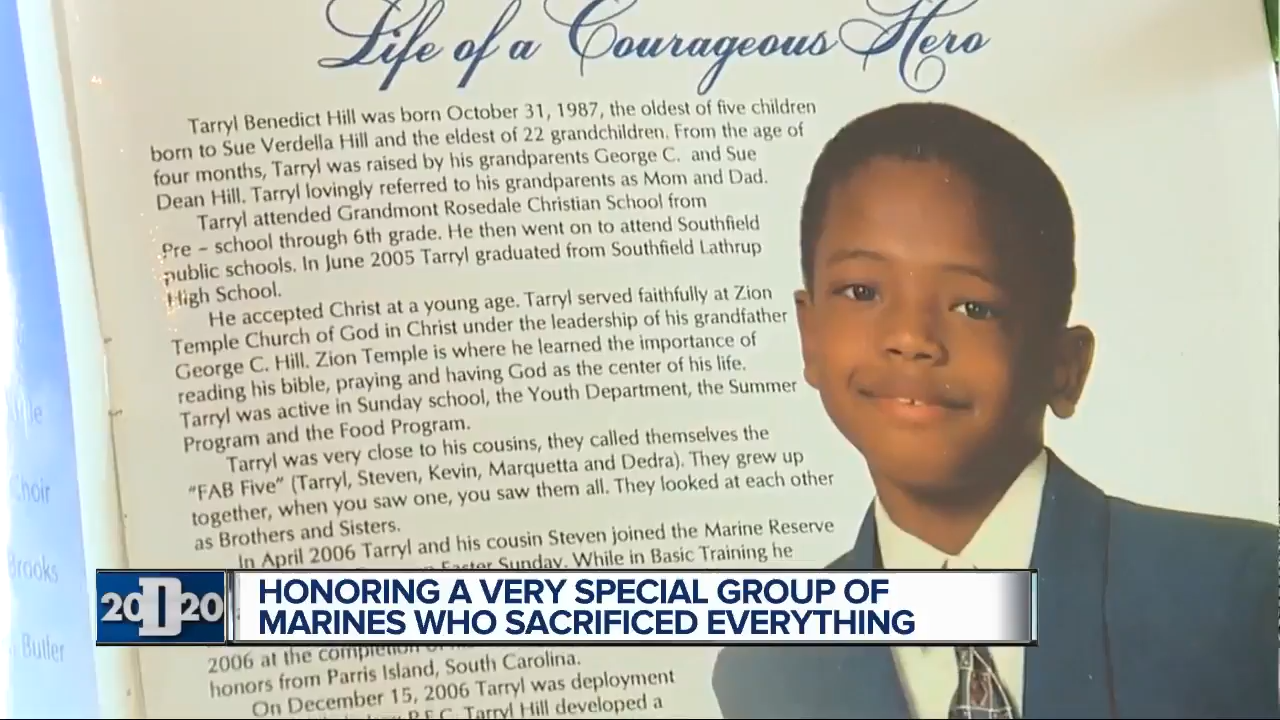 Life of a Courageous Hero
Tarryl Benedict Hill was born October 31, 1987, the oldest of five children
born to Sue Verdella Hill and the eldest of 22 grandchildren. From the age of
four months, Tarryl was raised by his grandparents George C. and Sue
Dean Hill. Tarryl lovingly referred to his grandparents as Mom and Dad.
Tarryl attended Grandmont Rosedale Christian School from
Pre – school through 6th grade. He then went on to attend Southfield
public schools. In June 2005 Tarryl graduated from Southfield Lathrup
High School.
He accepted Christ at a young age. Tarryl served faithfully at Zion
Temple Church of God in Christ under the leadership of his grandfather
George C. Hill. Zion Temple is where he learned the importance of
reading his bible, praying and having God as the center of his life.
Tarryl was active in Sunday school, the Youth Department, the Summer
Program and the Food Program.
Tarryl was very close to his cousins, they called themselves the
“FAB Five” (Tarryl, Steven, Kevin, Marquetta and Dedra). They grew up
together, when you saw one, you saw them all. They looked at each other
as Brothers and Sisters.
In April 2006 Tarryl and his cousin Steven joined the Marine Reserve
Easter Sunday. While in Basic Training he
20 D 20
HONORING A VERY SPECIAL GROUP OF
MARINES WHO SACRIFICED EVERYTHING
2006 at the completion of
honors from Parris Island, South Carolina.
On December 15, 2006 Tarryl was deployment
P.F.C. Tarryl Hill developed a
Choir
Brooks
Butler